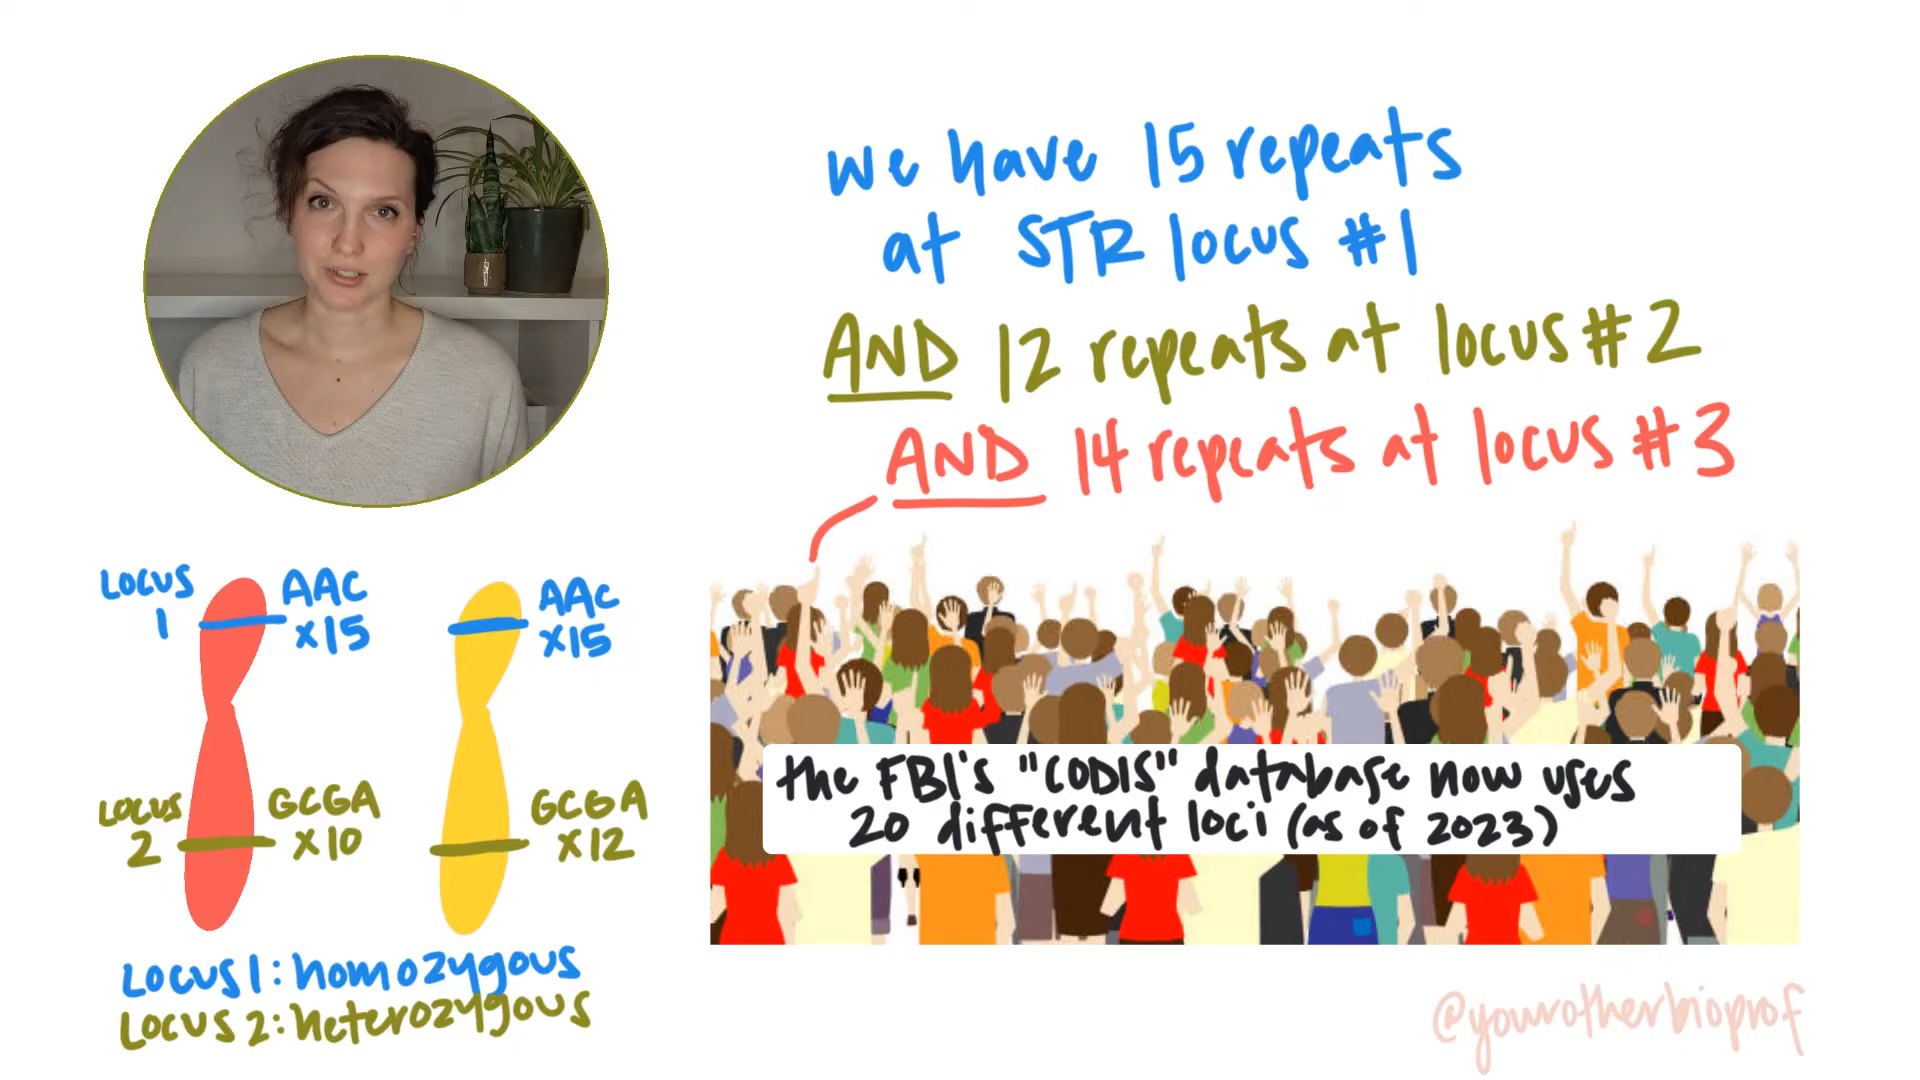 we have 15 repeats
at STR locus #1
AND 12 repeats at locus #2
AND 14 repeats at locus #3
LOCUS
1
AAC
x15
AAC
x15
LOCUS
2
GCGA
x10
GCGA
x12
LOCUS 1: homozygous
LOCUS 2: heterozygous
the FBI's "CODIS" database now uses
20 different loci (as of 2023)
@yourotherbioprof